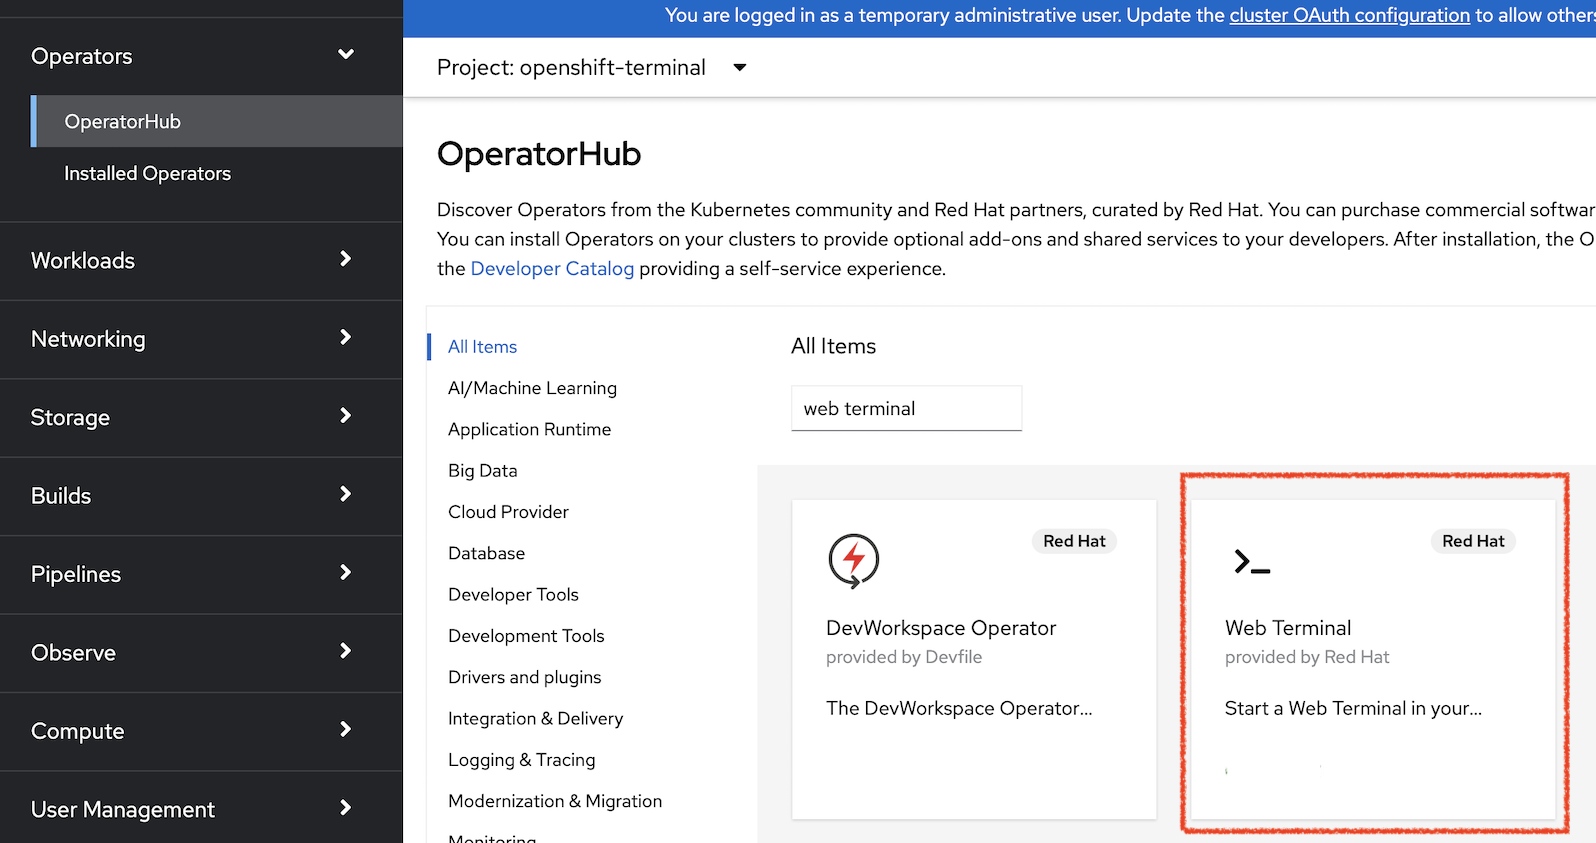 Operators
OperatorHub
Installed Operators
Workloads
Networking
Storage
Builds
Pipelines
Observe
Compute
User Management
You are logged in as a temporary administrative user. Update the cluster OAuth configuration to allow others
Project: openshift-terminal
OperatorHub
Discover Operators from the Kubernetes community and Red Hat partners, curated by Red Hat. You can purchase commercial softwar
You can install Operators on your clusters to provide optional add-ons and shared services to your developers. After installation, the O
the Developer Catalog providing a self-service experience.
All Items
AI/Machine Learning
Application Runtime
Big Data
Cloud Provider
Database
Developer Tools
Development Tools
Drivers and plugins
Integration & Delivery
Logging & Tracing
Modernization & Migration
Monitoring
All Items
web terminal
Red Hat
DevWorkspace Operator
provided by Devfile
The DevWorkspace Operator...
Red Hat
Web Terminal
provided by Red Hat
Start a Web Terminal in your...